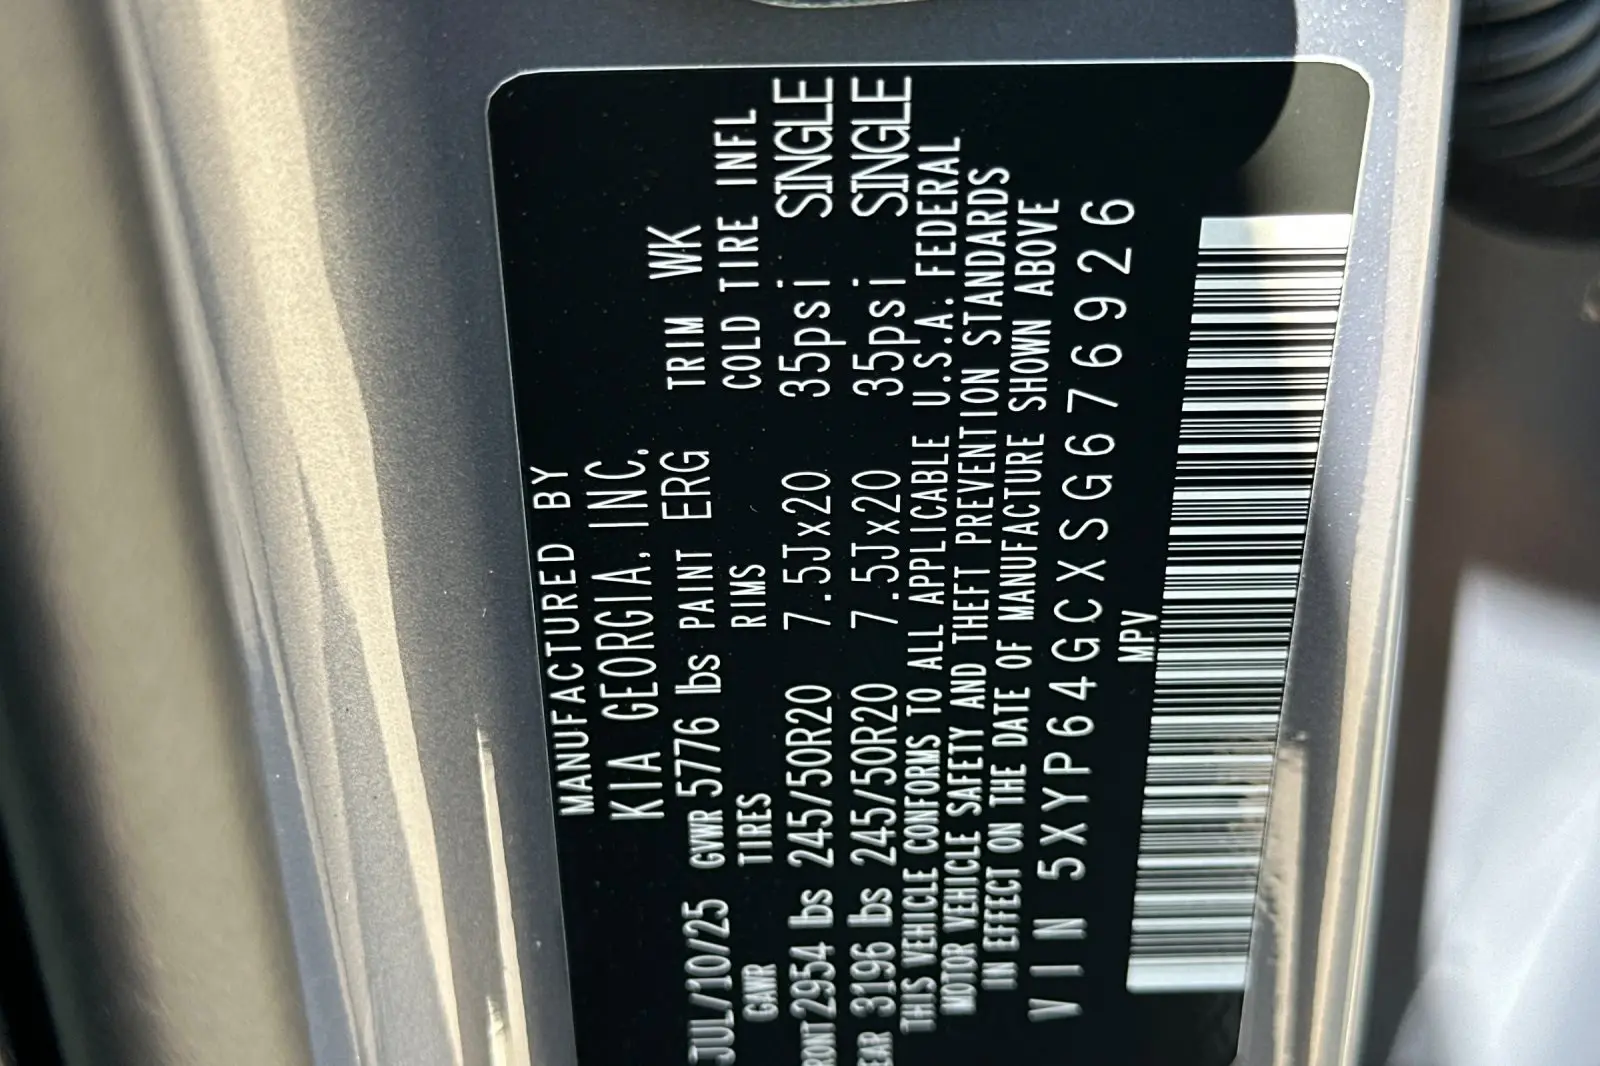 MANUFACTURED BY
KIA GEORGIA, INC.
JUL/10/25 GVWR 5776 lbs PAINT ERG TRIM WK
GAWR TIRES RIMS COLD TIRE INFL
RONT 2954 lbs 245/50R20 7.5Jx20 35psi SINGLE
EAR 3196 lbs 245/50R20 7.5Jx20 35psi SINGLE
THIS VEHICLE CONFORMS TO ALL APPLICABLE U.S.A. FEDERAL
MOTOR VEHICLE SAFETY AND THEFT PREVENTION STANDARDS
IN EFFECT ON THE DATE OF MANUFACTURE SHOWN ABOVE
VIN 5XYP64GCXSG676926
MPV